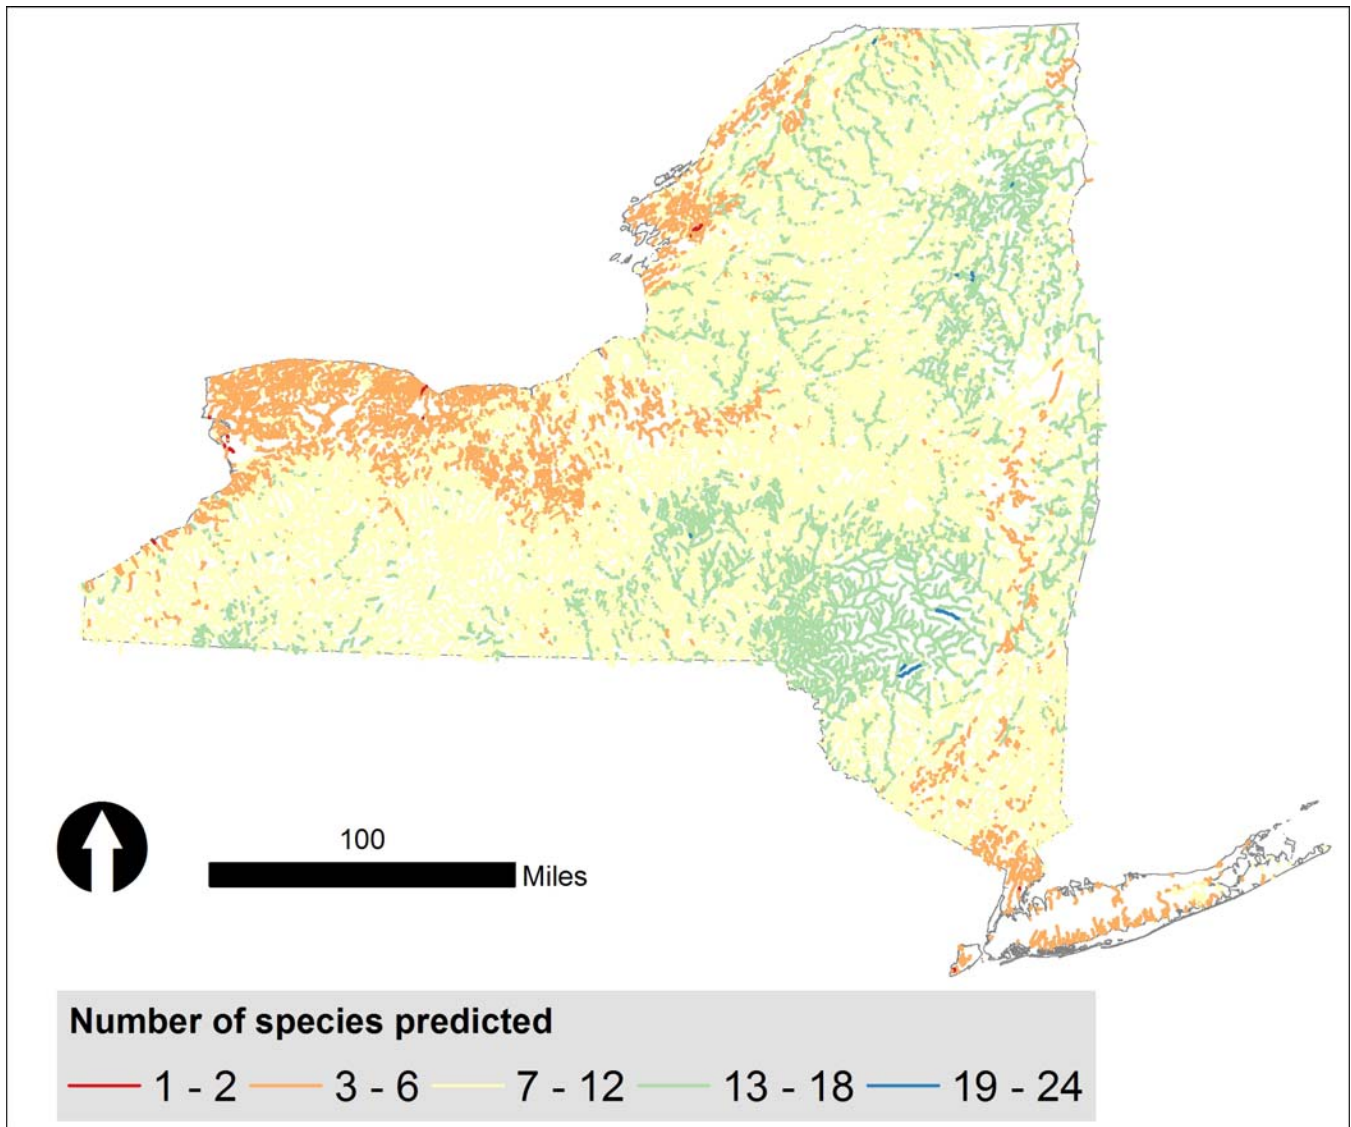 100
Miles
Number of species predicted
1 - 2 3 - 6 7 - 12 13 - 18 19 - 24